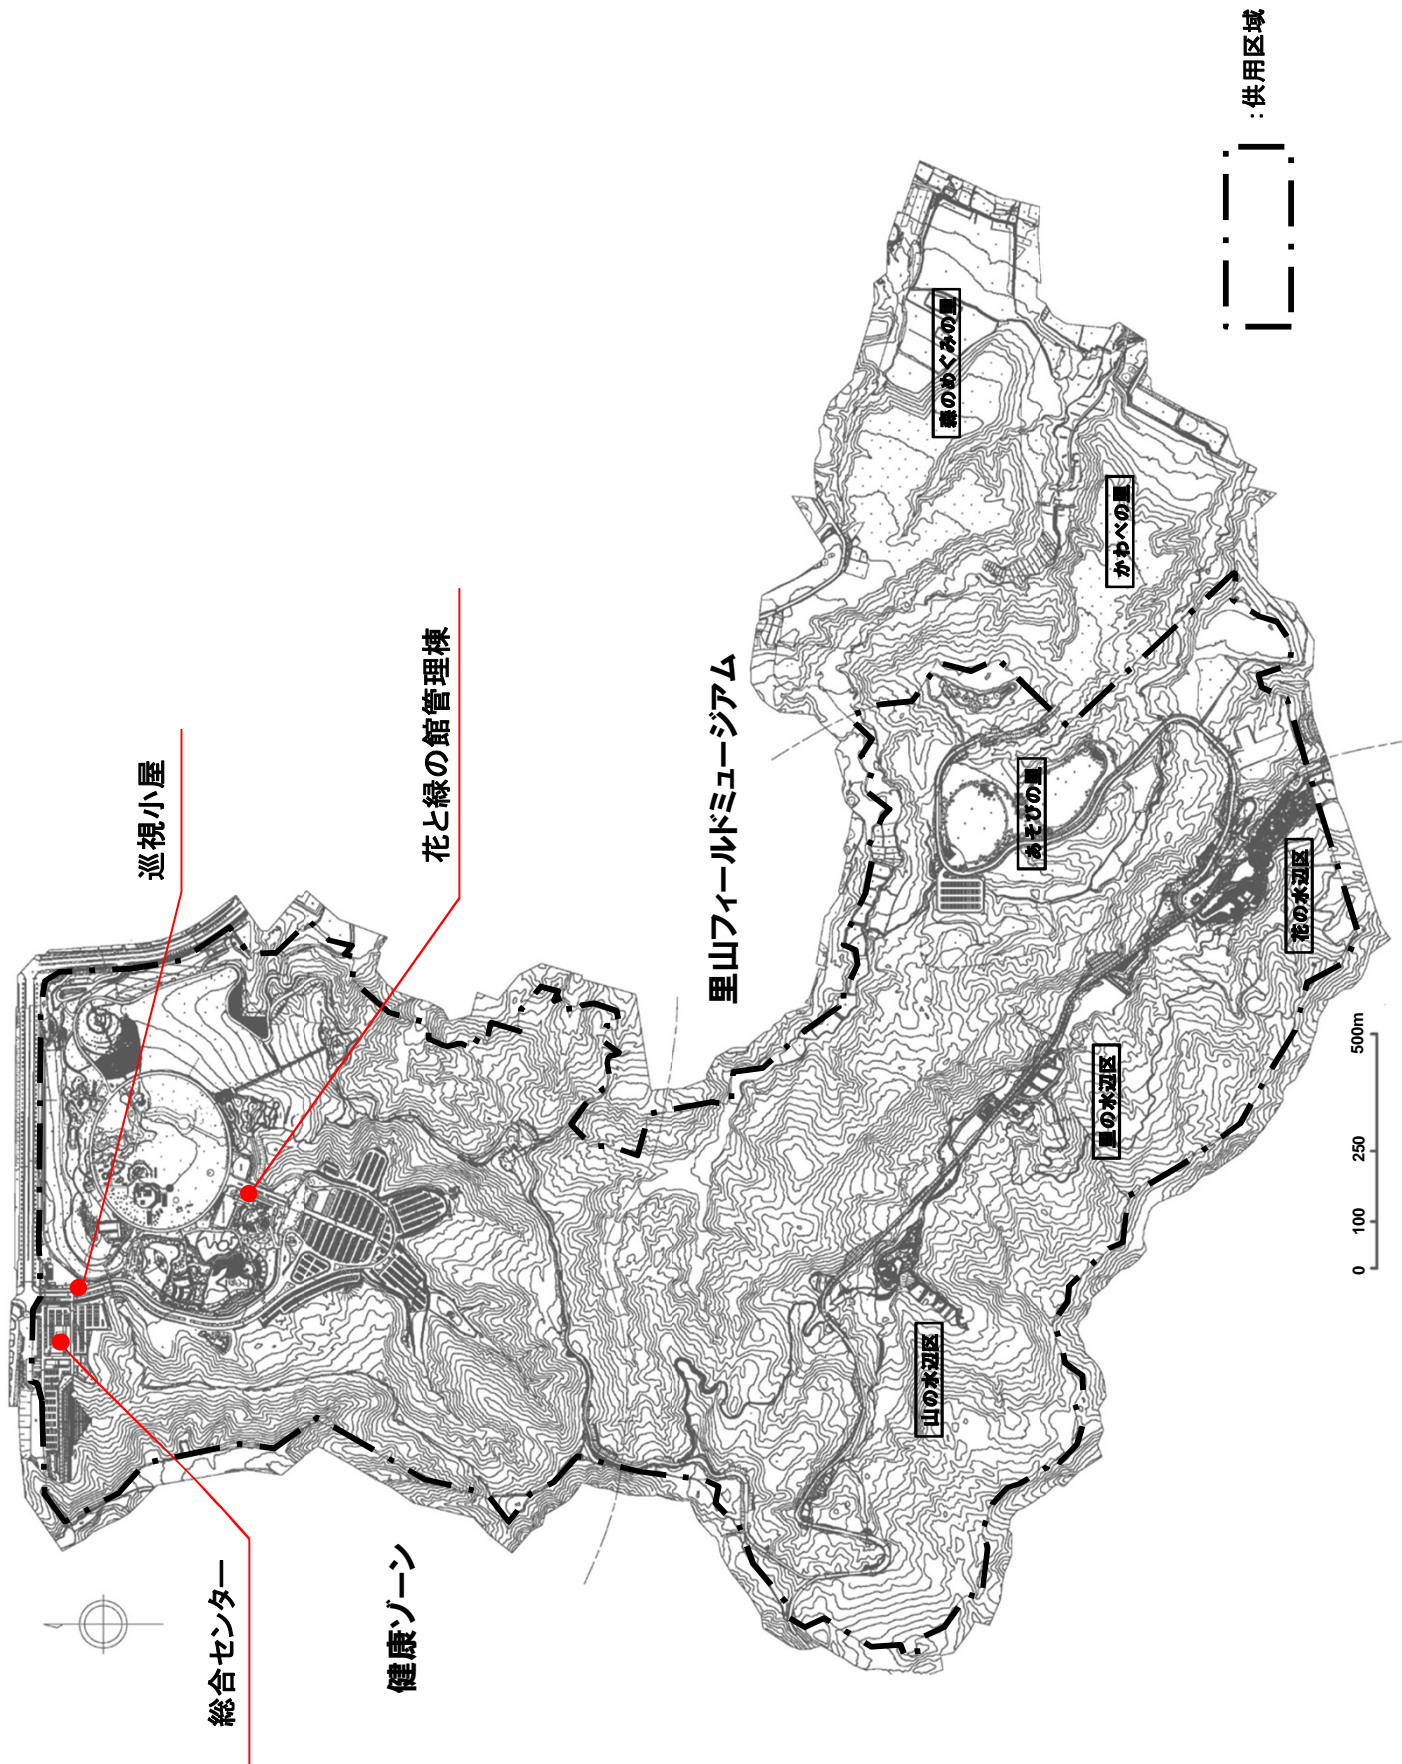 総合センター
巡視小屋
花と緑の館管理棟
健康ゾーン
里山フィールドミュージアム
山の水辺区
里の水辺区
花の水辺区
あそびの里
かわべの里
森のめぐみの里
0 100 250 500m
：供用区域